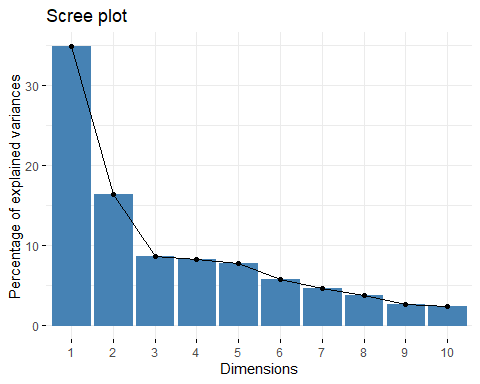 Scree plot
Percentage of explained variances
30
20
10
0
1 2 3 4 5 6 7 8 9 10
Dimensions